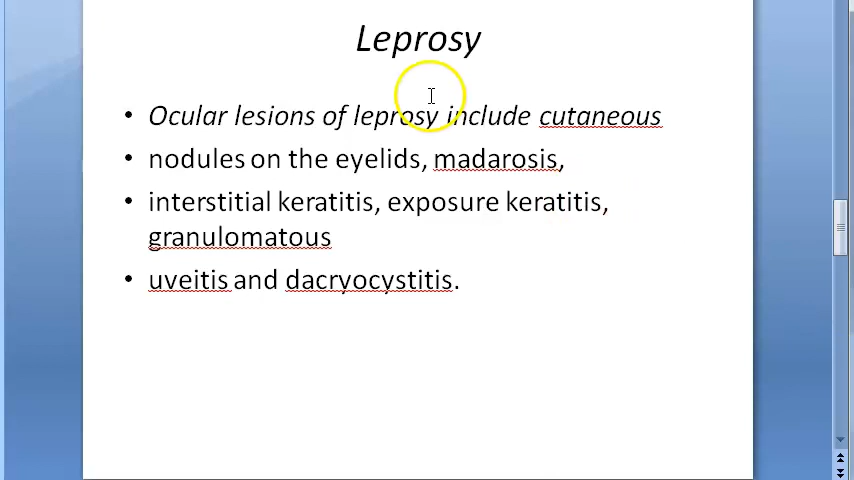 Leprosy
• Ocular lesions of leprosy include cutaneous
• nodules on the eyelids, madarosis,
• interstitial keratitis, exposure keratitis,
granulomatous
• uveitis and dacryocystitis.